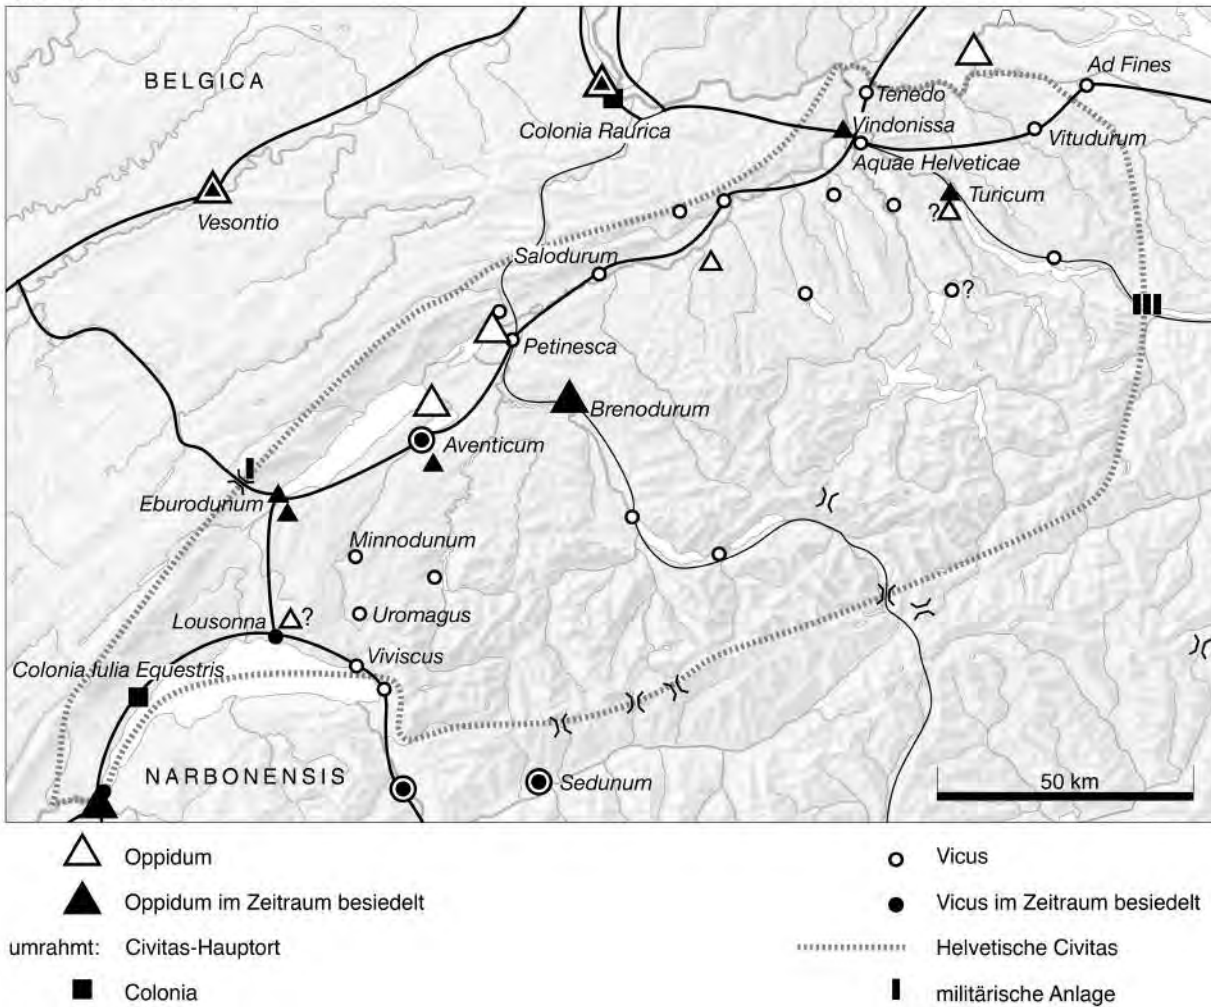 BELGICA
Ad Fines
Tenedo
Colonia Raurica
Vindonissa
Vitudurum
Aquae Helveticae
Vesontio
Turicum
?
Salodurum
?
Petinesca
Brenodurum
Aventicum
Eburodunum
Minnodunum
Lousonna
?
Uromagus
Viviscus
Colonia Iulia Equestris
NARBONENSIS
Sedunum
50 km
Oppidum
Oppidum im Zeitraum besiedelt
umrahmt: Civitas-Hauptort
Colonia
Vicus
Vicus im Zeitraum besiedelt
Helvetische Civitas
militärische Anlage